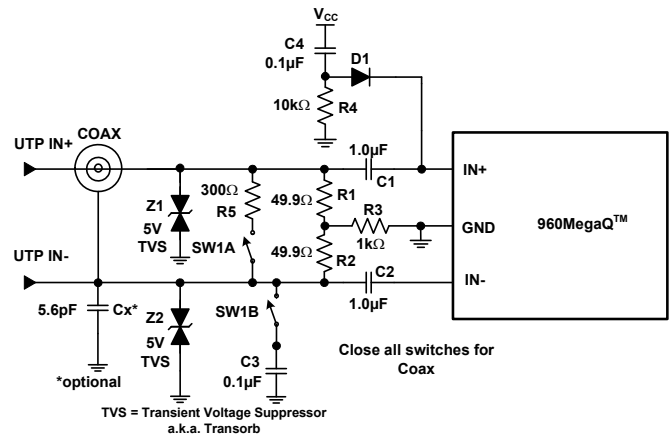 VCC
C4
0.1µF
D1
10kΩ
R4
COAX
UTP IN+
1.0µF
C1
IN+
300Ω
R5
49.9Ω
R1
Z1
5V
TVS
SW1A
R3
1kΩ
GND
960MegaQ™
49.9Ω
R2
UTP IN-
C2
1.0µF
IN-
5.6pF
Cx*
Z2
5V
TVS
SW1B
C3
0.1µF
*optional
Close all switches for
Coax
TVS = Transient Voltage Suppressor
a.k.a. Transorb